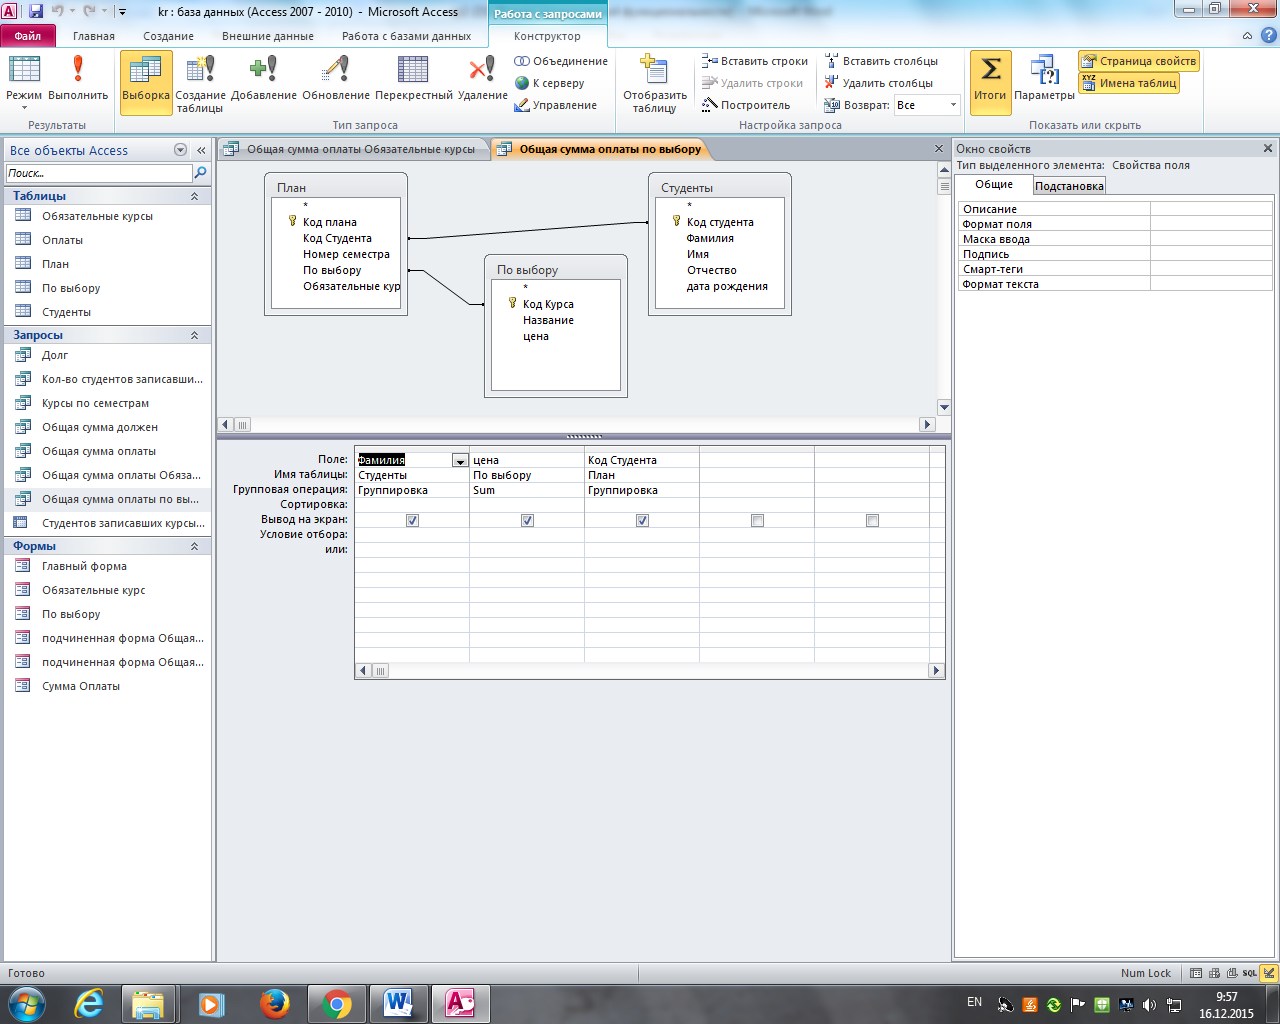 kr : база данных (Access 2007 - 2010) - Microsoft Access
Работа с запросами
Файл
Главная
Создание
Внешние данные
Работа с базами данных
Конструктор
Режим
Выполнить
Результаты
Выборка
Создание таблицы
Добавление
Обновление
Перекрестный
Удаление
Объединение
К серверу
Управление
Тип запроса
Отобразить таблицу
Вставить строки
Удалить строки
Построитель
Вставить столбцы
Удалить столбцы
Возврат: Все
Настройка запроса
Итоги
Параметры
Страница свойств
XYZ Имена таблиц
Показать или скрыть
Все объекты Access
Поиск...
Таблицы
Обязательные курсы
Оплаты
План
По выбору
Студенты
Запросы
Долг
Кол-во студентов записавши...
Курсы по семестрам
Общая сумма должен
Общая сумма оплаты
Общая сумма оплаты Обяза...
Общая сумма оплаты по вы...
Студентов записавших курсы...
Формы
Главный форма
Обязательные курс
По выбору
подчиненная форма Общая...
подчиненная форма Общая...
Сумма Оплаты
Общая сумма оплаты Обязательные курсы
Общая сумма оплаты по выбору
План
*
Код плана
Код Студента
Номер семестра
По выбору
Обязательные кур
По выбору
*
Код Курса
Название
цена
Студенты
*
Код студента
Фамилия
Имя
Отчество
дата рождения
Поле: Фамилия цена Код Студента
Имя таблицы: Студенты По выбору План
Групповая операция: Группировка Sum Группировка
Сортировка:
Вывод на экран:
Условие отбора:
или:
Окно свойств
Тип выделенного элемента: Свойства поля
Общие
Подстановка
Описание
Формат поля
Маска ввода
Подпись
Смарт-теги
Формат текста
Готово
Num Lock
SQL
EN
9:57
16.12.2015